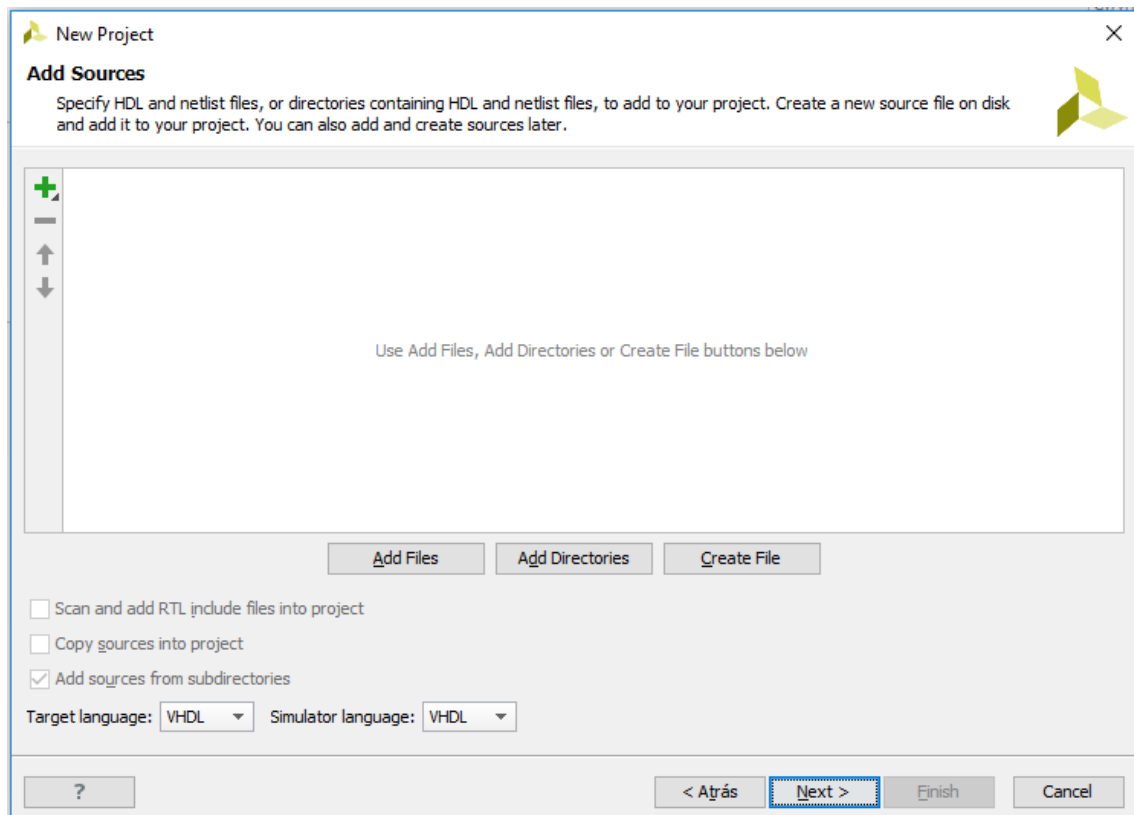 New Project
Add Sources
Specify HDL and netlist files, or directories containing HDL and netlist files, to add to your project. Create a new source file on disk
and add it to your project. You can also add and create sources later.
Use Add Files, Add Directories or Create File buttons below
Add Files Add Directories Create File
Scan and add RTL include files into project
Copy sources into project
Add sources from subdirectories
Target language: VHDL Simulator language: VHDL
? < Atrás Next > Finish Cancel